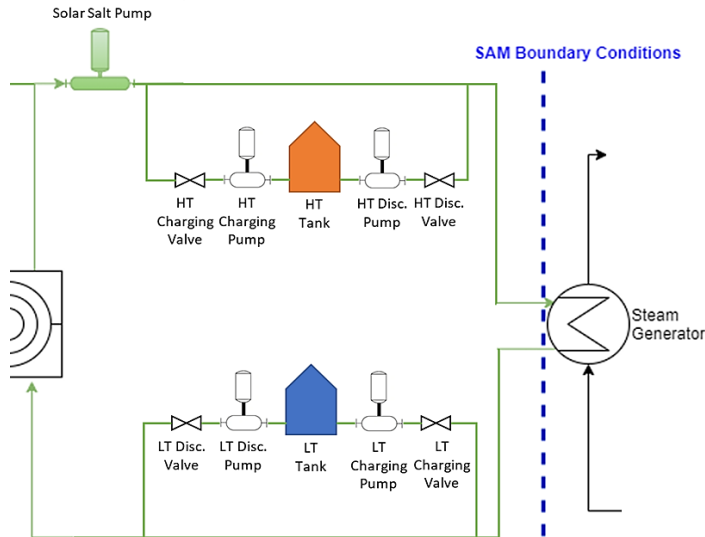 Solar Salt Pump
SAM Boundary Conditions
HT
Charging
Valve
HT
Charging
Pump
HT
Tank
HT Disc.
Pump
HT Disc.
Valve
Steam
Generator
LT Disc.
Valve
LT Disc.
Pump
LT
Tank
LT
Charging
Pump
LT
Charging
Valve